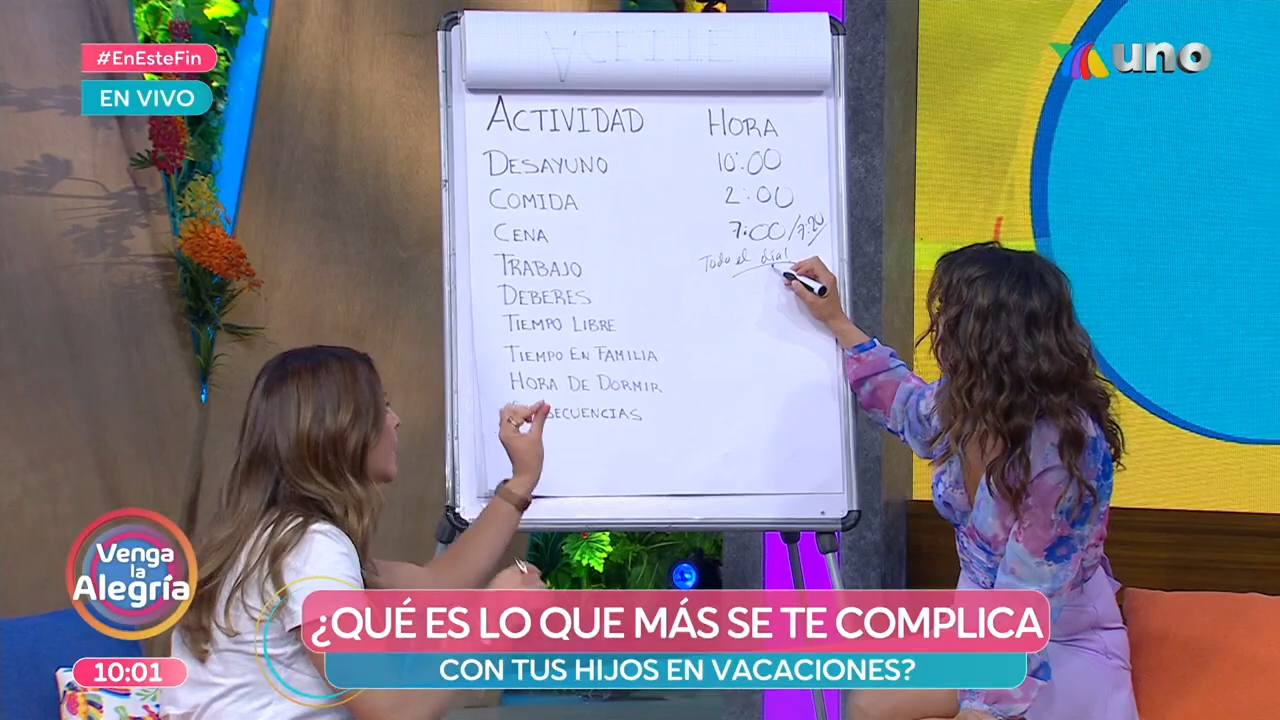 #EnEsteFin
EN VIVO
uno
ACEITE
ACTIVIDAD HORA
DESAYUNO 10:00
COMIDA 2:00
CENA 7:00/7:20
TRABAJO Todo el día!
DEBERES
TIEMPO LIBRE
TIEMPO EN FAMILIA
HORA DE DORMIR
Venga
la
Alegría
¿QUÉ ES LO QUE MÁS SE TE COMPLICA
10:01
CON TUS HIJOS EN VACACIONES?